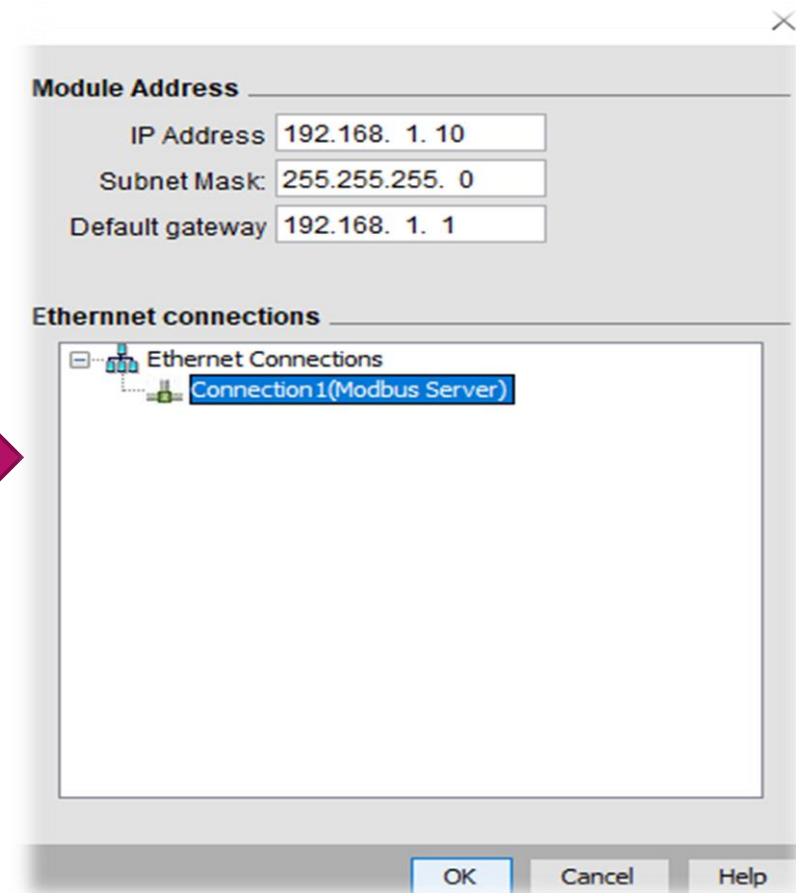 Module Address
IP Address 192.168. 1. 10
Subnet Mask: 255.255.255. 0
Default gateway 192.168. 1. 1
Ethernnet connections
Ethernet Connections
Connection1(Modbus Server)
OK Cancel Help